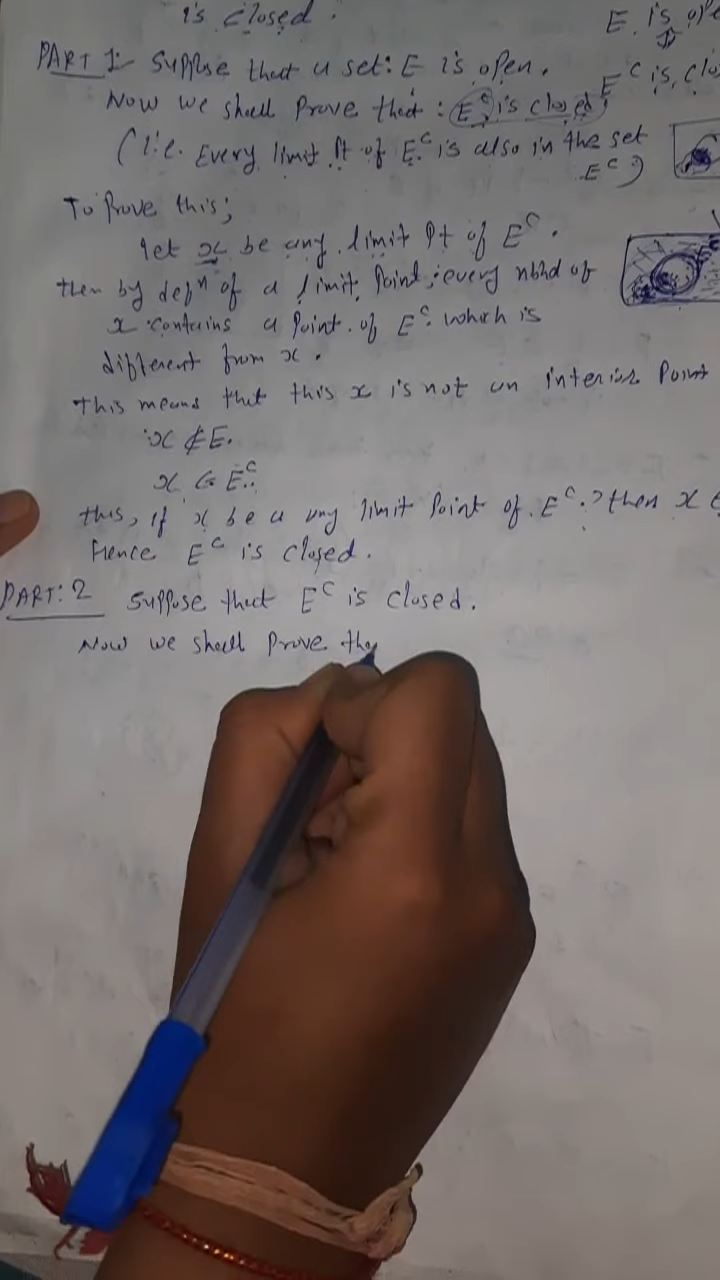 is closed.
E is ope
PART 1:- Suppose that a set: E is open.
E^c is, clo
Now we shall prove that : E^c is closed,
(i.e. Every limit Pt of E^c is also in the set
E^c)
To prove this;
let x be any limit Pt of E^c.
then by def^n of a limit Point; every nbhd of
x contains a Point. of E^c. which is
different from x.
This means that this x is not an interior Point
x ∉ E.
x ∈ E^c.
this, if x be a any limit Point of E^c. then x ∈
Hence E^c is closed.
PART: 2 Suppose that E^c is closed.
Now we shall Prove tha